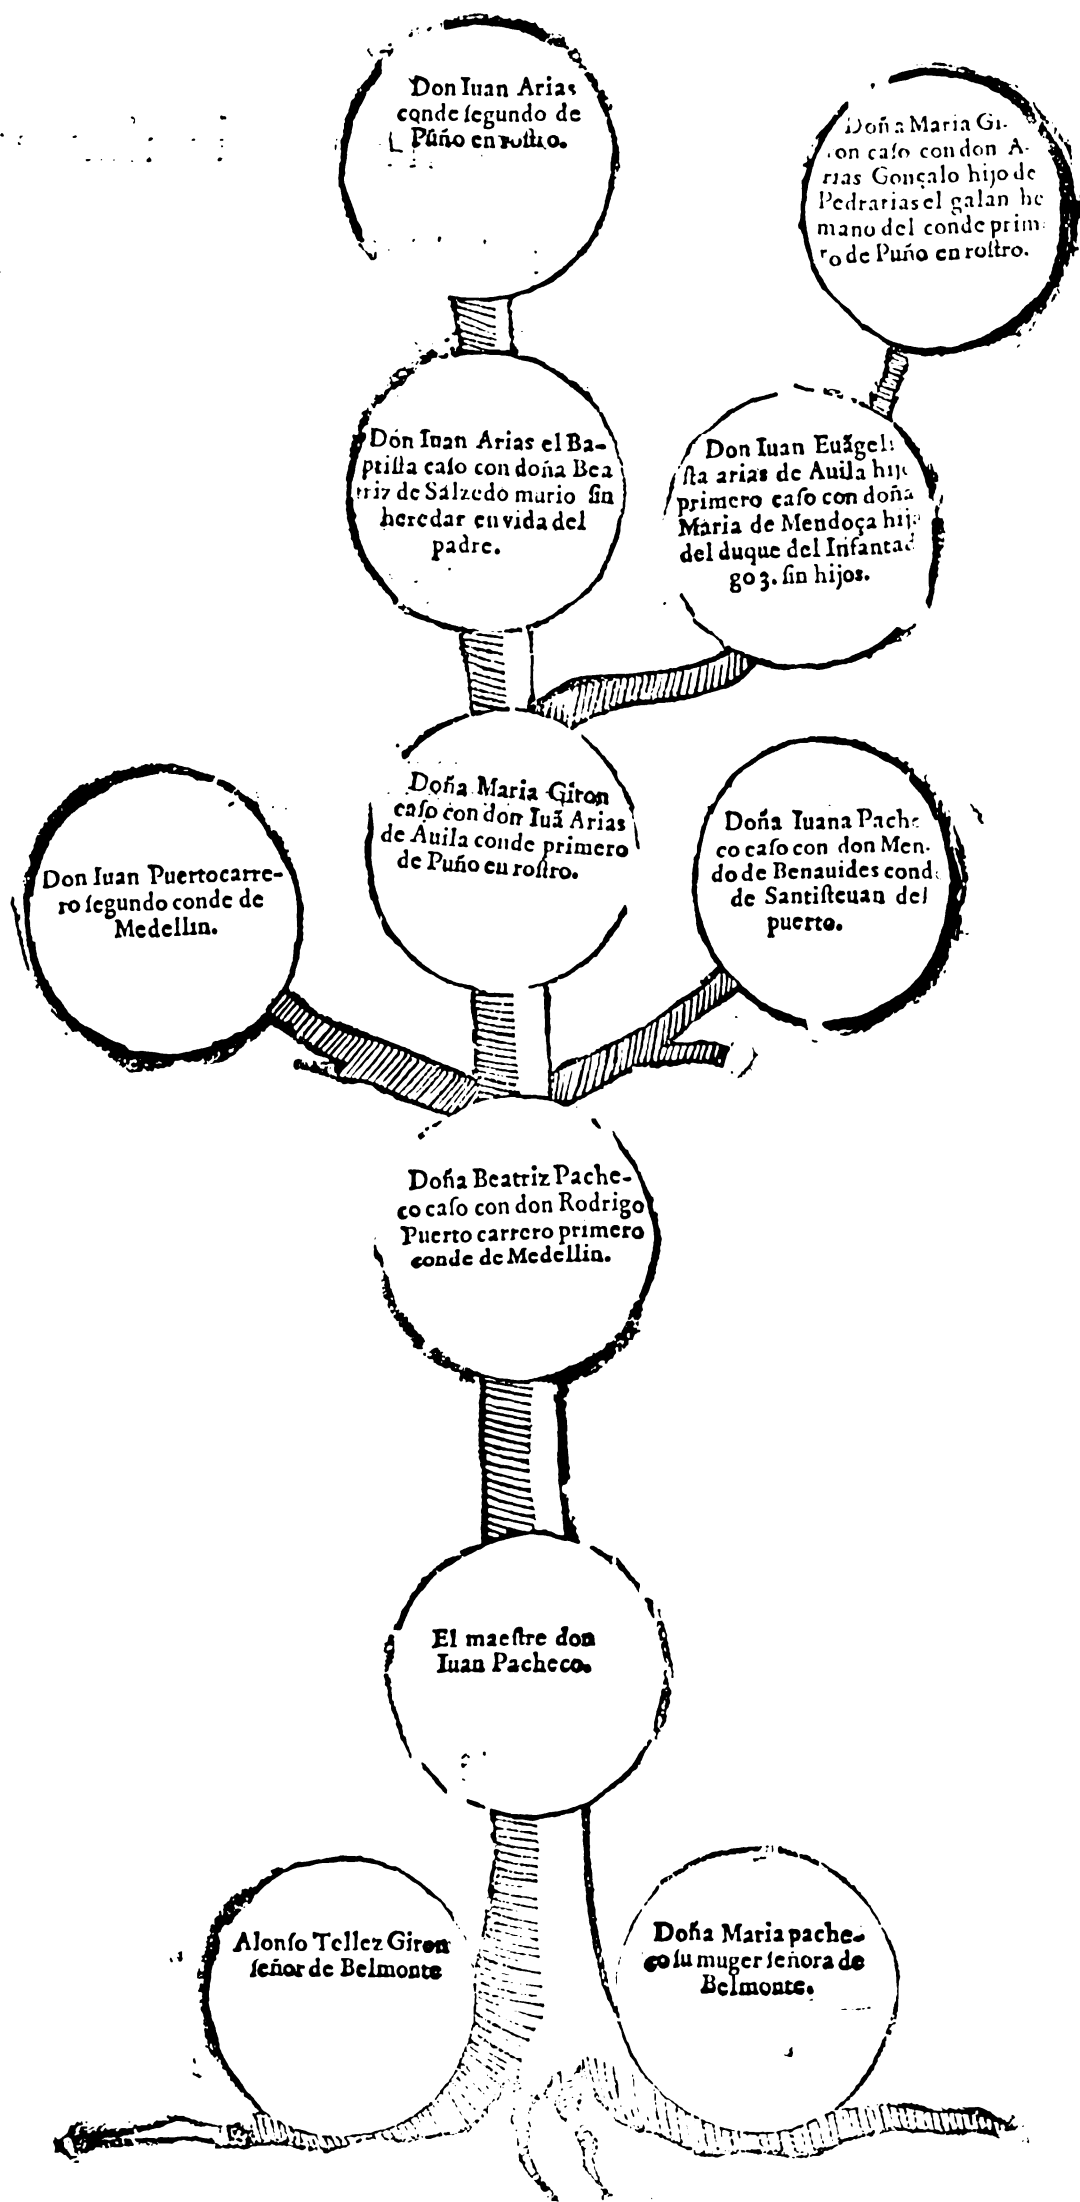 Don Iuan Arias
conde ſegundo de
Puño en roſtro.
Doña Maria Gi-
on caſo con don A-
rias Gonçalo hijo de
Pedrarias el galan he
mano del conde prim
ro de Puño en roſtro.
Don Iuan Arias el Ba-
ptiſta caſo con doña Bea
triz de Salzedo murio ſin
heredar en vida del
padre.
Don Iuan Euãgeli
ſta arias de Auila hijo
primero caſo con doña
Maria de Mendoça hija
del duque del Infantad
go 3. ſin hijos.
Doña Maria Giron
caſo con don Iuã Arias
de Auila conde primero
de Puño en roſtro.
Don Iuan Puertocarre-
ro ſegundo conde de
Medellin.
Doña Iuana Pache
co caſo con don Men-
do de Benauides conde
de Santiſteuan del
puerto.
Doña Beatriz Pache-
co caſo con don Rodrigo
Puerto carrero primero
conde de Medellin.
El maeſtre don
Iuan Pacheco.
Alonſo Tellez Giron
ſeñor de Belmonte
Doña Maria pache-
co ſu muger ſeñora de
Belmonte.